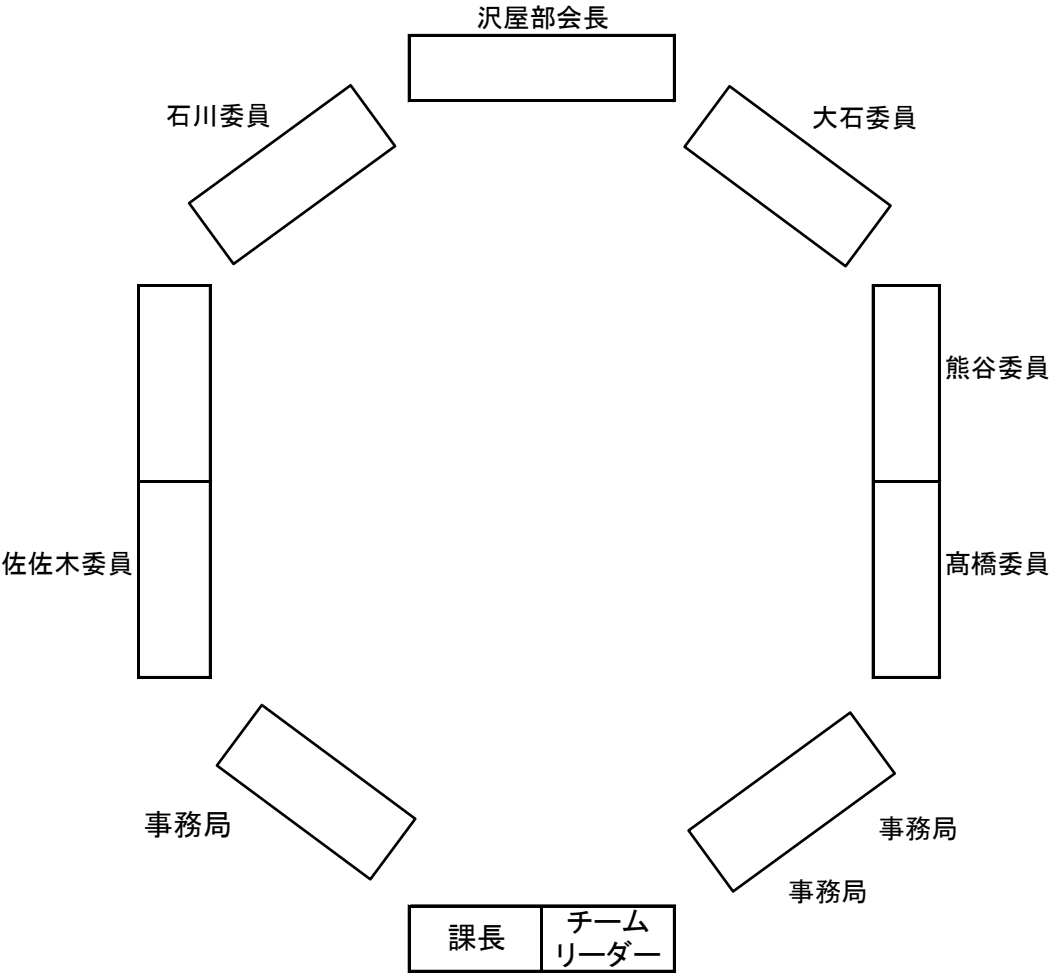 沢屋部会長
石川委員
大石委員
熊谷委員
佐佐木委員
髙橋委員
事務局
事務局
事務局
課長
チーム
リーダー